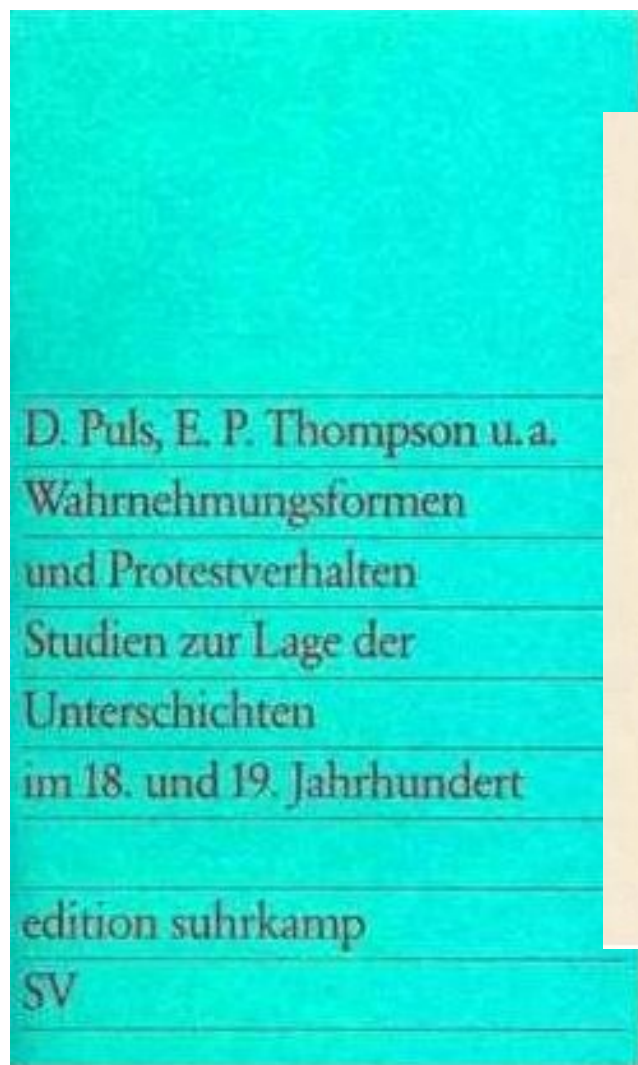 D. Puls, E. P. Thompson u. a.
Wahrnehmungsformen
und Protestverhalten
Studien zur Lage der
Unterschichten
im 18. und 19. Jahrhundert
edition suhrkamp
SV